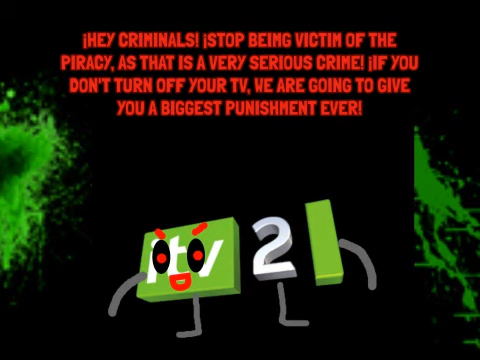 ¡HEY CRIMINALS! ¡STOP BEIMG VICTIM OF THE
PIRACY, AS THAT IS A VERY SERIOUS CRIME! ¡IF YOU
DON'T TURN OFF YOUR TV, WE ARE GOING TO GIVE
YOU A BIGGEST PUNISHMENT EVER!
itv 2